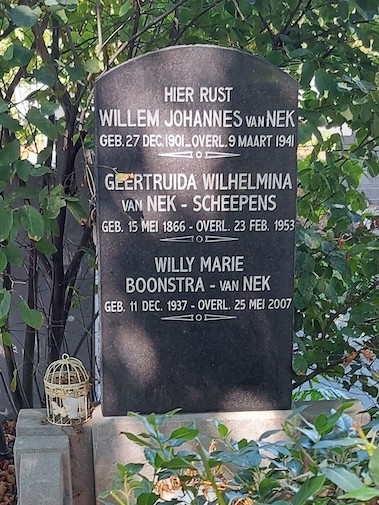 HIER RUST
WILLEM JOHANNES VAN NEK
GEB. 27 DEC. 1901 - OVERL. 9 MAART 1941
GEERTRUIDA WILHELMINA
VAN NEK - SCHEEPENS
GEB. 15 MEI 1866 - OVERL. 23 FEB. 1953
WILLY MARIE
BOONSTRA - VAN NEK
GEB. 11 DEC. 1937 - OVERL. 25 MEI 2007